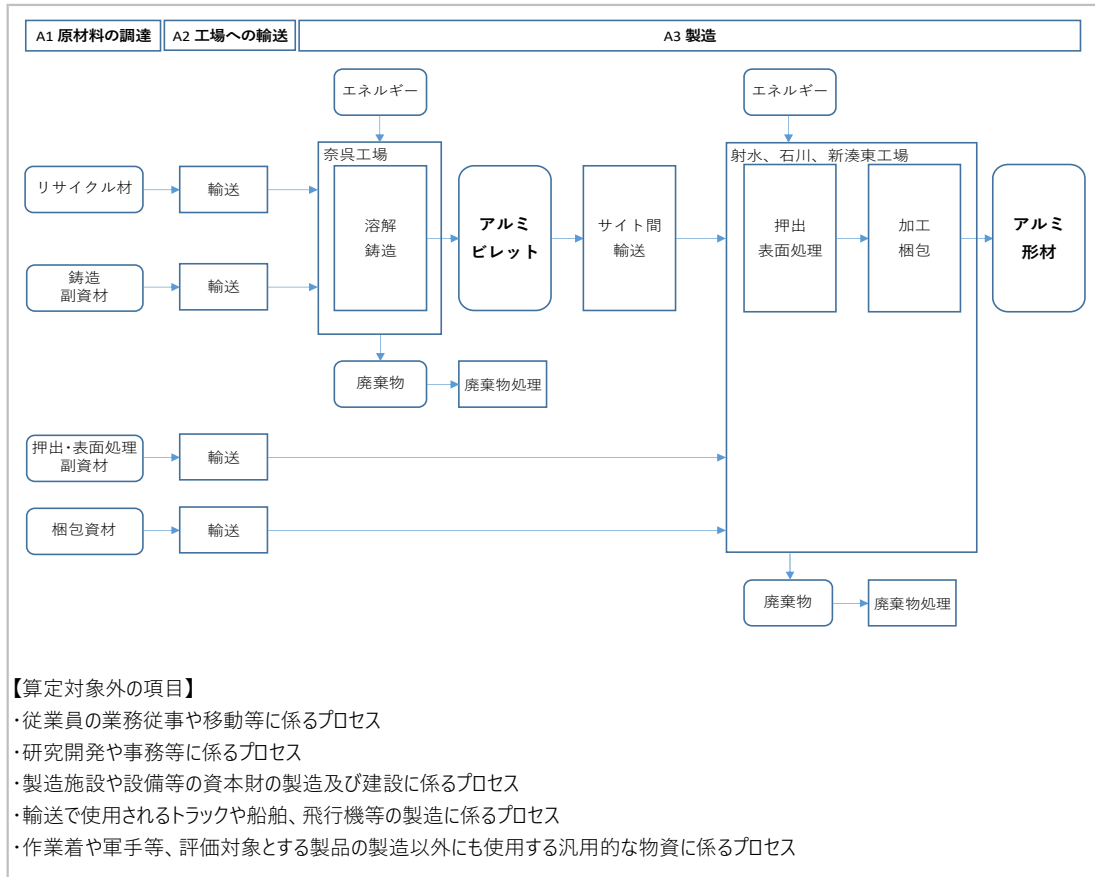 A1 原材料の調達
A2 工場への輸送
A3 製造
エネルギー
エネルギー
奈呉工場
射水、石川、新湊東工場
リサイクル材
輸送
溶解
鋳造
アルミ
ビレット
サイト間
輸送
押出
表面処理
加工
梱包
アルミ
形材
鋳造
副資材
輸送
廃棄物
廃棄物処理
押出・表面処理
副資材
輸送
梱包資材
輸送
廃棄物
廃棄物処理
【算定対象外の項目】
・従業員の業務従事や移動等に係るプロセス
・研究開発や事務等に係るプロセス
・製造施設や設備等の資本財の製造及び建設に係るプロセス
・輸送で使用されるトラックや船舶、飛行機等の製造に係るプロセス
・作業着や軍手等、評価対象とする製品の製造以外にも使用する汎用的な物資に係るプロセス